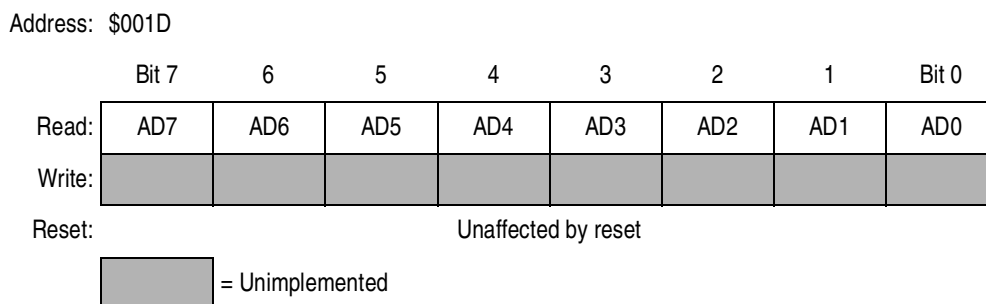 Address: $001D
Bit 7 6 5 4 3 2 1 Bit 0
Read: AD7 AD6 AD5 AD4 AD3 AD2 AD1 AD0
Write:
Reset: Unaffected by reset
= Unimplemented